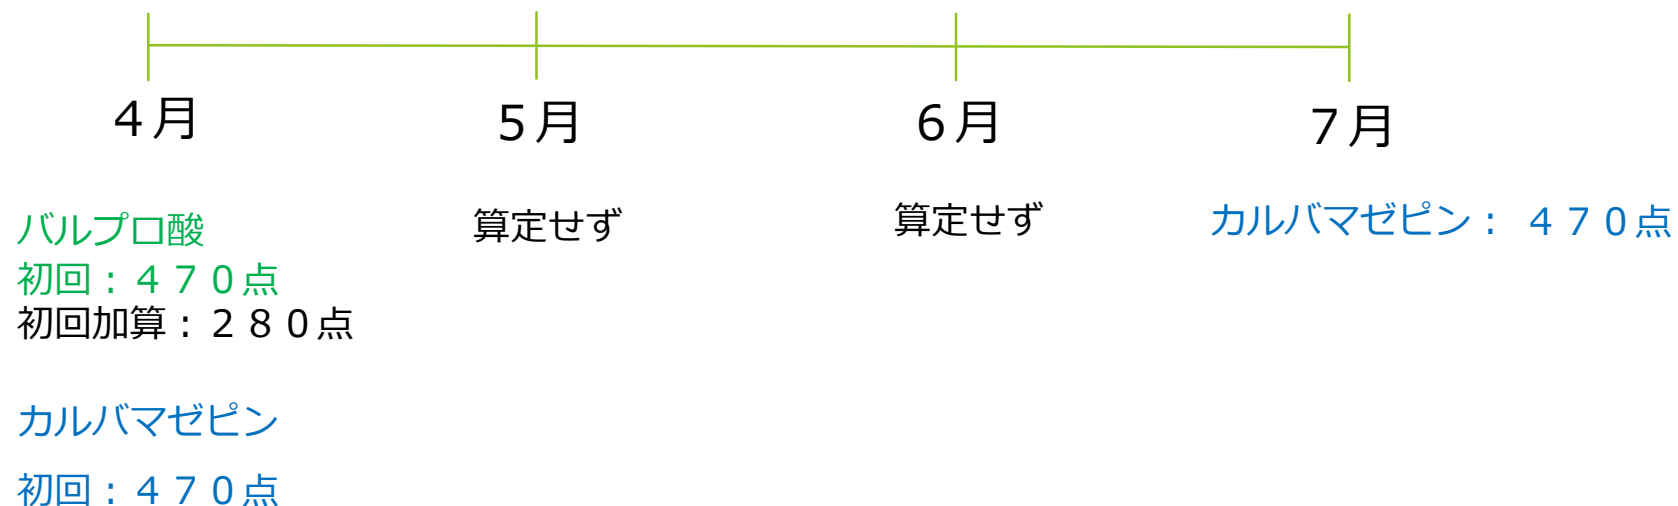 ４月
５月
６月
７月
バルプロ酸
初回：４７０点
初回加算：２８０点
カルバマゼピン
初回：４７０点
算定せず
算定せず
カルバマゼピン： ４７０点